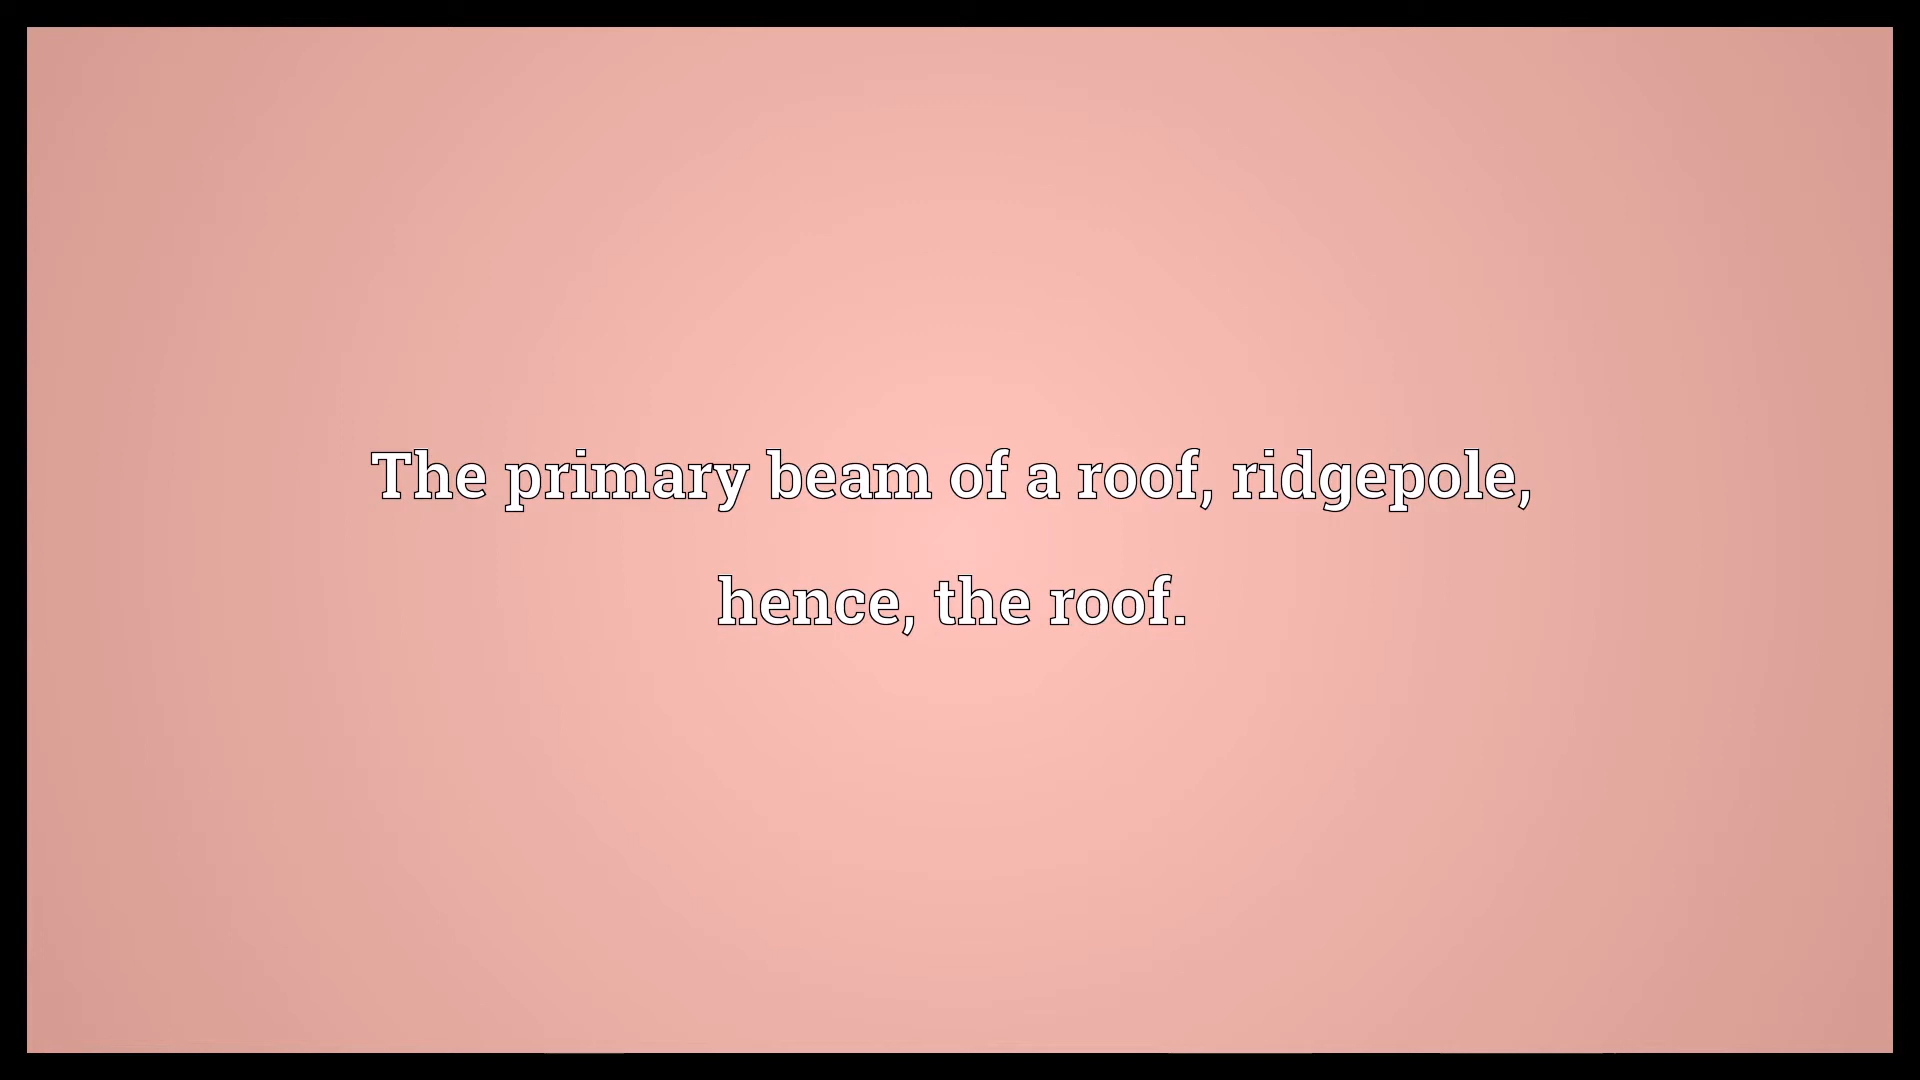 The primary beam of a roof, ridgepole,
hence, the roof.